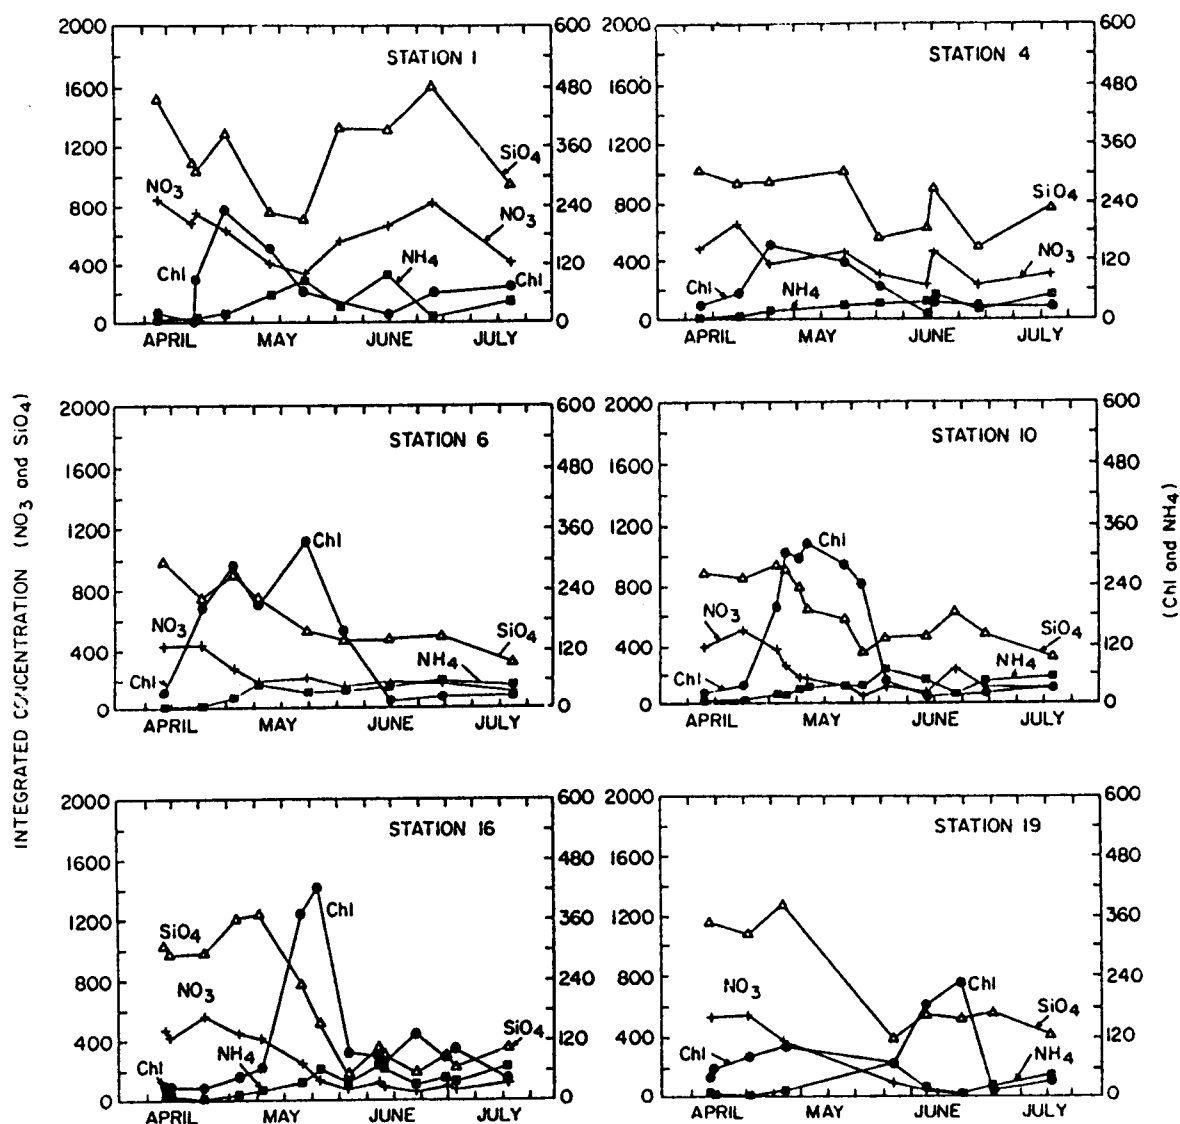 STATION 1
2000
1600
1200
800
400
0
600
480
360
240
120
0
SiO4
NO3
NO3
NH4
Chl
Chl
APRIL MAY JUNE JULY
STATION 4
2000
1600
1200
800
400
0
600
480
360
240
120
0
SiO4
NO3
Chl
NH4
APRIL MAY JUNE JULY
INTEGRATED CONCENTRATION (NO3 and SiO4)
STATION 6
2000
1600
1200
800
400
0
600
480
360
240
120
0
Chl
NO3
SiO4
NH4
Chl
APRIL MAY JUNE JULY
STATION 10
2000
1600
1200
800
400
0
600
480
360
240
120
0
Chl
NO3
SiO4
NH4
Chl
APRIL MAY JUNE JULY
(Chl and NH4)
STATION 16
2000
1600
1200
800
400
0
600
480
360
240
120
0
Chl
SiO4
NO3
SiO4
NH4
Chl
APRIL MAY JUNE JULY
STATION 19
2000
1600
1200
800
400
0
600
480
360
240
120
0
Chl
NO3
SiO4
Chl
NH4
APRIL MAY JUNE JULY